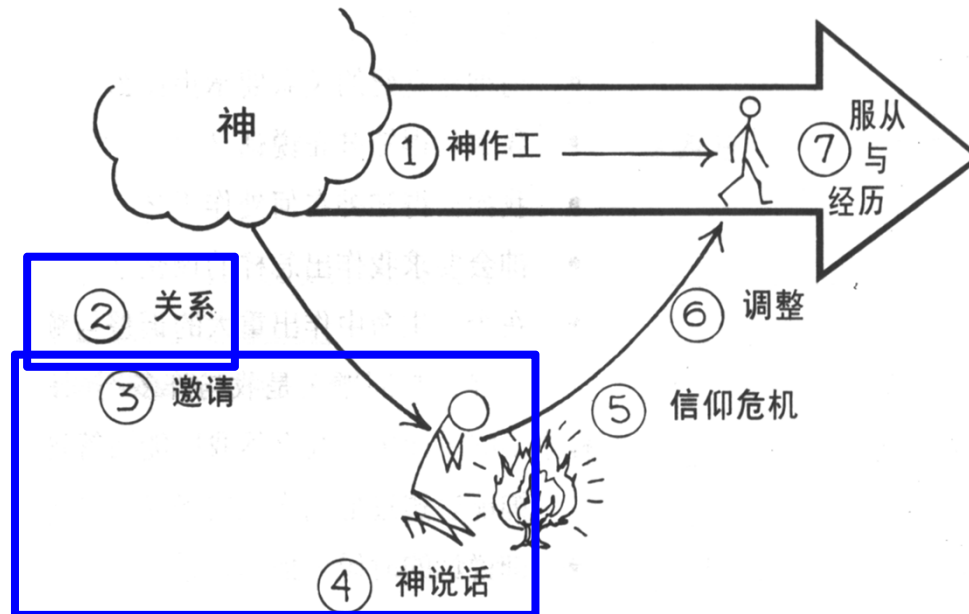 神
① 神作工
⑦ 服从
与
经历
② 关系
③ 邀请
④ 神说话
⑤ 信仰危机
⑥ 调整